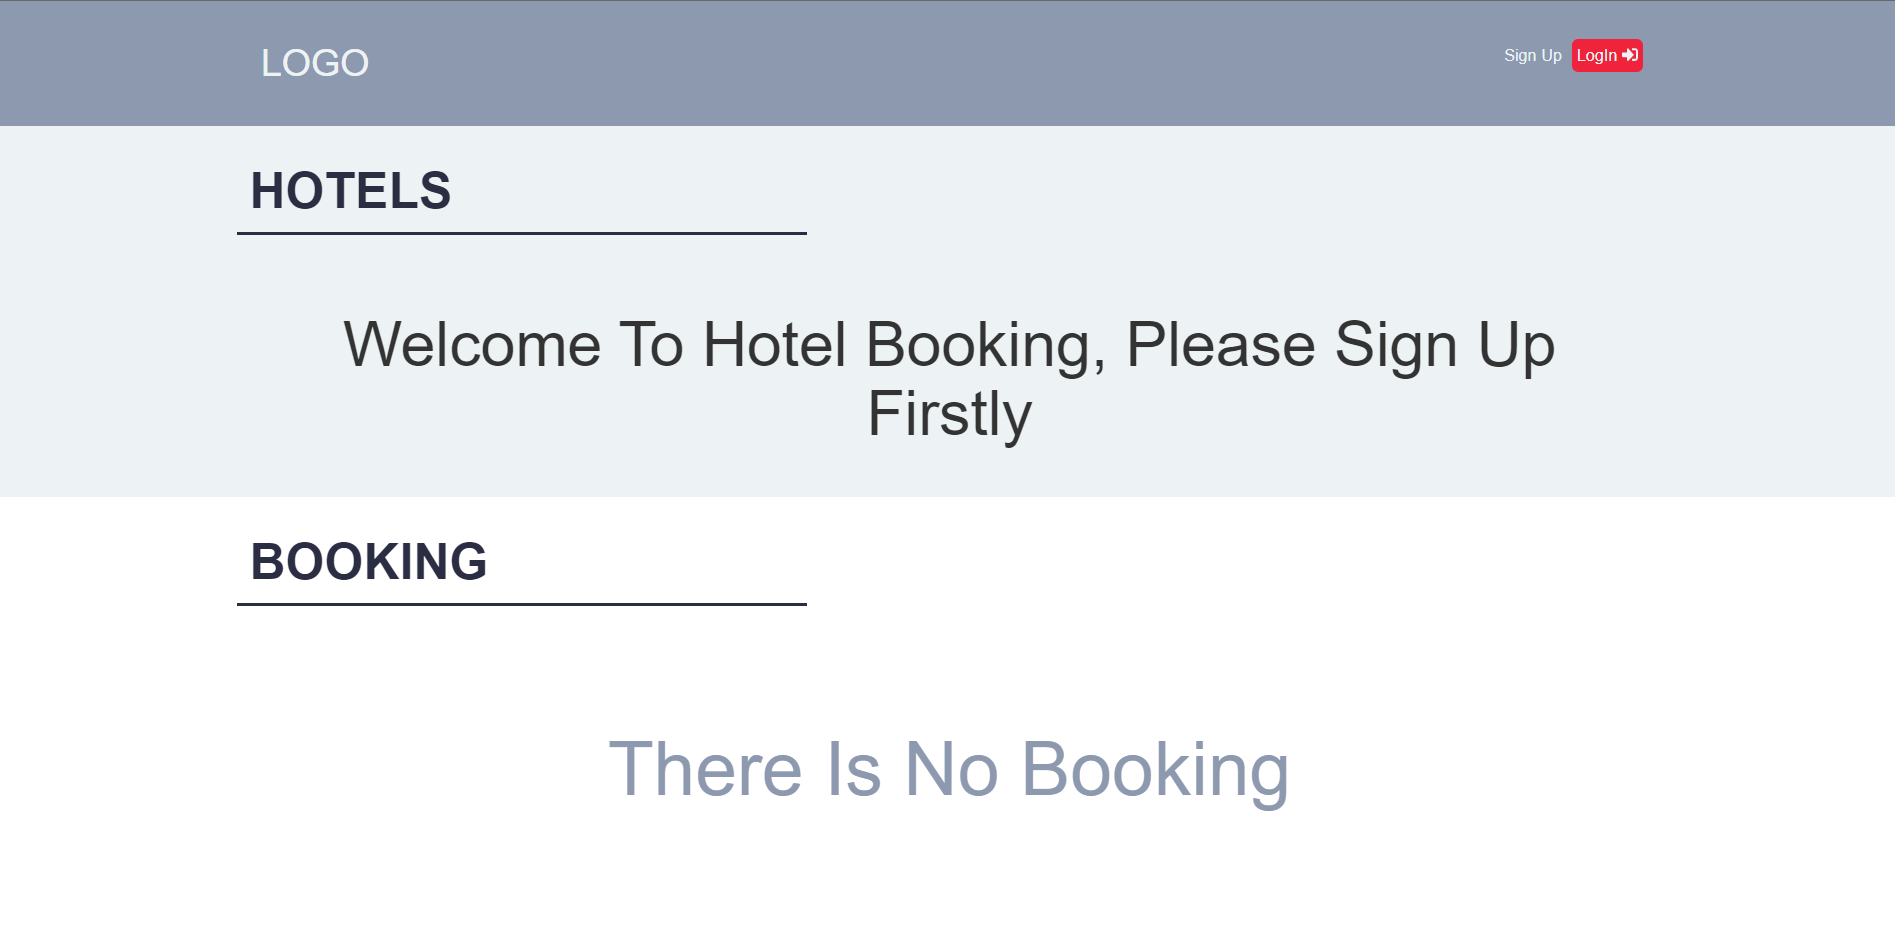 LOGO
Sign Up LogIn
HOTELS
Welcome To Hotel Booking, Please Sign Up
Firstly
BOOKING
There Is No Booking